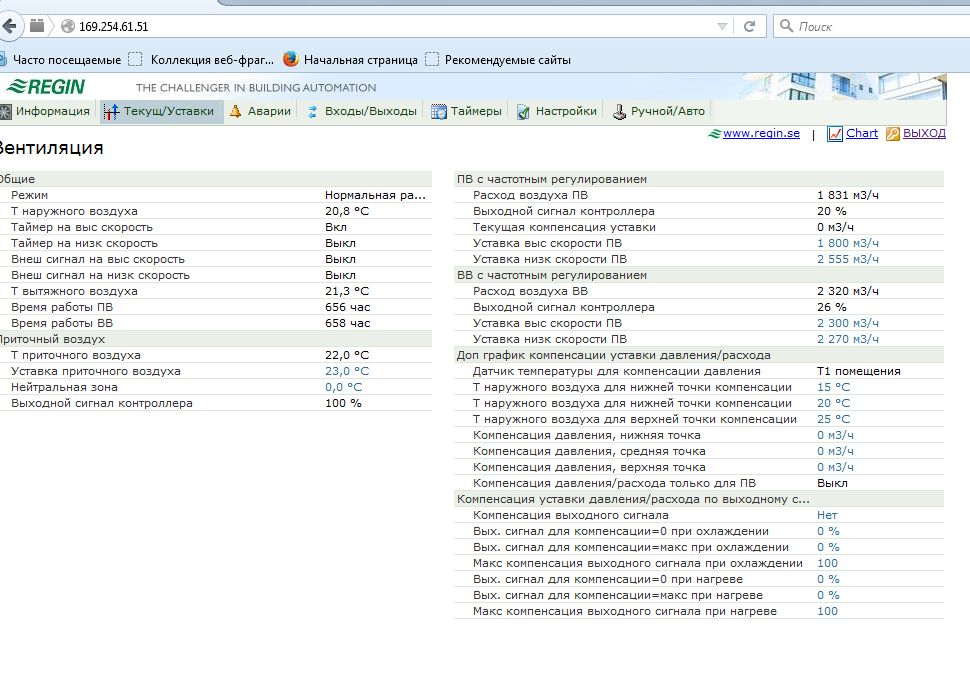 169.254.61.51
Поиск
Часто посещаемые Коллекция веб-фраг... Начальная страница Рекомендуемые сайты
REGIN THE CHALLENGER IN BUILDING AUTOMATION
Информация Текущ/Уставки Аварии Входы/Выходы Таймеры Настройки Ручной/Авто
www.regin.se | Chart ВЫХОД
Вентиляция
Общие
Режим Нормальная ра...
Т наружного воздуха 20,8 °C
Таймер на выс скорость Вкл
Таймер на низк скорость Выкл
Внеш сигнал на выс скорость Выкл
Внеш сигнал на низк скорость Выкл
Т вытяжного воздуха 21,3 °C
Время работы ПВ 656 час
Время работы ВВ 658 час
Приточный воздух
Т приточного воздуха 22,0 °C
Уставка приточного воздуха 23,0 °C
Нейтральная зона 0,0 °C
Выходной сигнал контроллера 100 %
ПВ с частотным регулированием
Расход воздуха ПВ 1 831 м3/ч
Выходной сигнал контроллера 20 %
Текущая компенсация уставки 0 м3/ч
Уставка выс скорости ПВ 1 800 м3/ч
Уставка низк скорости ПВ 2 555 м3/ч
ВВ с частотным регулированием
Расход воздуха ВВ 2 320 м3/ч
Выходной сигнал контроллера 26 %
Уставка выс скорости ПВ 2 300 м3/ч
Уставка низк скорости ПВ 2 270 м3/ч
Доп график компенсации уставки давления/расхода
Датчик температуры для компенсации давления Т1 помещения
Т наружного воздуха для нижней точки компенсации 15 °C
Т наружного воздуха для нижней точки компенсации 20 °C
Т наружного воздуха для верхней точки компенсации 25 °C
Компенсация давления, нижняя точка 0 м3/ч
Компенсация давления, средняя точка 0 м3/ч
Компенсация давления, верхняя точка 0 м3/ч
Компенсация давления/расхода только для ПВ Выкл
Компенсация уставки давления/расхода по выходному с...
Компенсация выходного сигнала Нет
Вых. сигнал для компенсации=0 при охлаждении 0 %
Вых. сигнал для компенсации=макс при охлаждении 0 %
Макс компенсация выходного сигнала при охлаждении 100
Вых. сигнал для компенсации=0 при нагреве 0 %
Вых. сигнал для компенсации=макс при нагреве 0 %
Макс компенсация выходного сигнала при нагреве 100